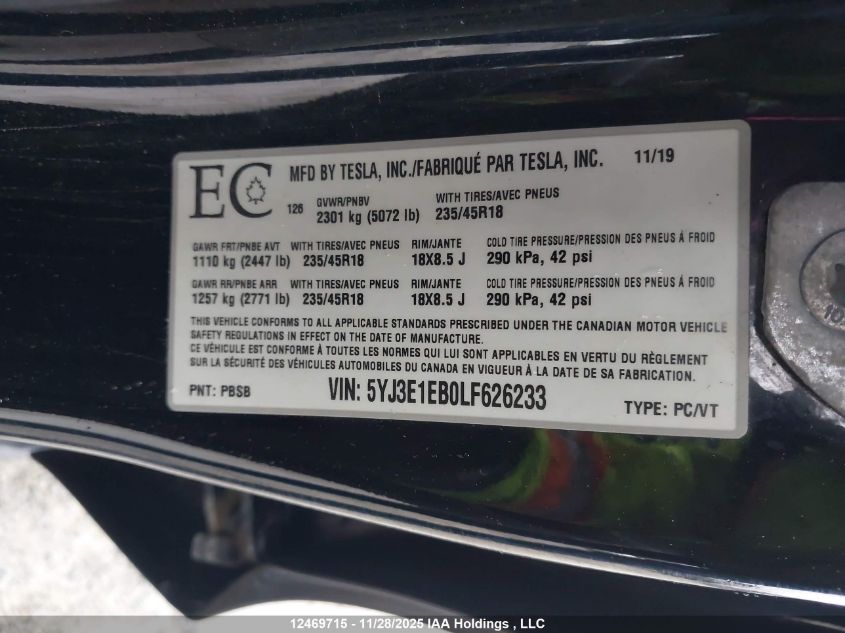 EC MFD BY TESLA, INC./FABRIQUÉ PAR TESLA, INC. 11/19
126 GVWR/PNBV WITH TIRES/AVEC PNEUS
2301 kg (5072 lb) 235/45R18
GAWR FRT/PNBE AVT WITH TIRES/AVEC PNEUS RIM/JANTE COLD TIRE PRESSURE/PRESSION DES PNEUS À FROID
1110 kg (2447 lb) 235/45R18 18X8.5 J 290 kPa, 42 psi
GAWR RR/PNBE ARR WITH TIRES/AVEC PNEUS RIM/JANTE COLD TIRE PRESSURE/PRESSION DES PNEUS À FROID
1257 kg (2771 lb) 235/45R18 18X8.5 J 290 kPa, 42 psi
THIS VEHICLE CONFORMS TO ALL APPLICABLE STANDARDS PRESCRIBED UNDER THE CANADIAN MOTOR VEHICLE
SAFETY REGULATIONS IN EFFECT ON THE DATE OF MANUFACTURE.
CE VÉHICULE EST CONFORME À TOUTES LES NORMES QUI LUI SONT APPLICABLES EN VERTU DU RÈGLEMENT
SUR LA SÉCURITÉ DES VÉHICULES AUTOMOBILES DU CANADA EN VIGUEUR À LA DATE DE SA FABRICATION.
PNT: PBSB VIN: 5YJ3E1EB0LF626233 TYPE: PC/VT
12469715 - 11/28/2025 IAA Holdings , LLC